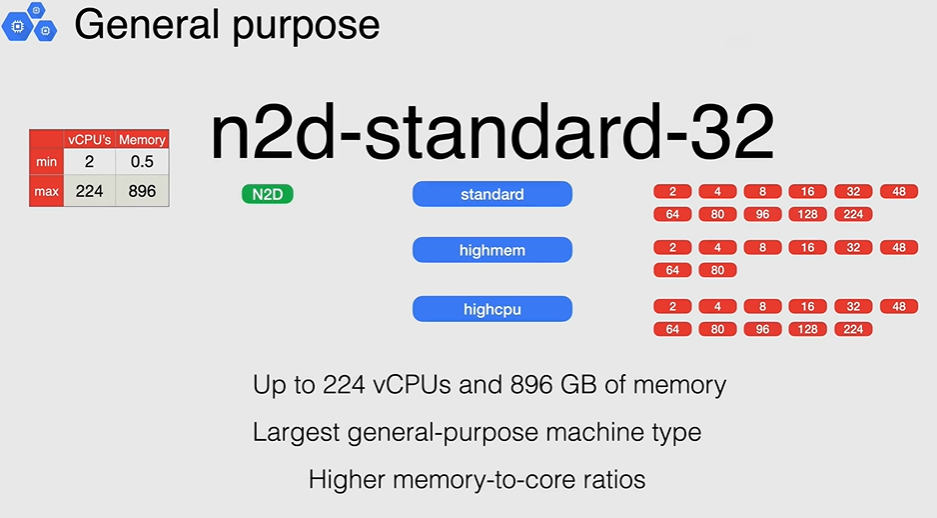 General purpose
n2d-standard-32
vCPU's Memory
min 2 0.5
max 224 896
N2D
standard
2 4 8 16 32 48
64 80 96 128 224
highmem
2 4 8 16 32 48
64 80
highcpu
2 4 8 16 32 48
64 80 96 128 224
Up to 224 vCPUs and 896 GB of memory
Largest general-purpose machine type
Higher memory-to-core ratios